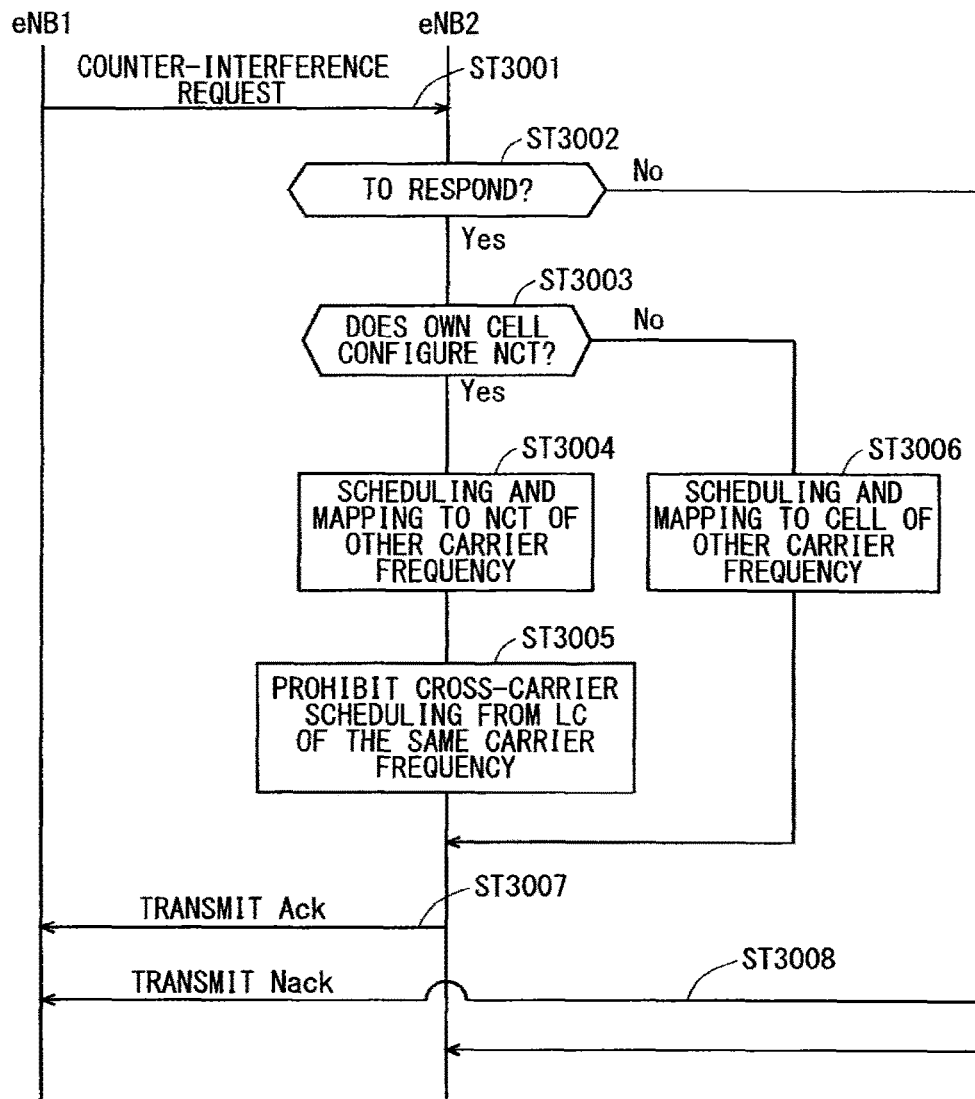 eNB1
eNB2
COUNTER-INTERFERENCE
REQUEST
ST3001
ST3002
TO RESPOND?
No
Yes
ST3003
DOES OWN CELL
CONFIGURE NCT?
No
Yes
ST3004
SCHEDULING AND
MAPPING TO NCT OF
OTHER CARRIER
FREQUENCY
ST3006
SCHEDULING AND
MAPPING TO CELL OF
OTHER CARRIER
FREQUENCY
ST3005
PROHIBIT CROSS-CARRIER
SCHEDULING FROM LC
OF THE SAME CARRIER
FREQUENCY
ST3007
TRANSMIT Ack
ST3008
TRANSMIT Nack